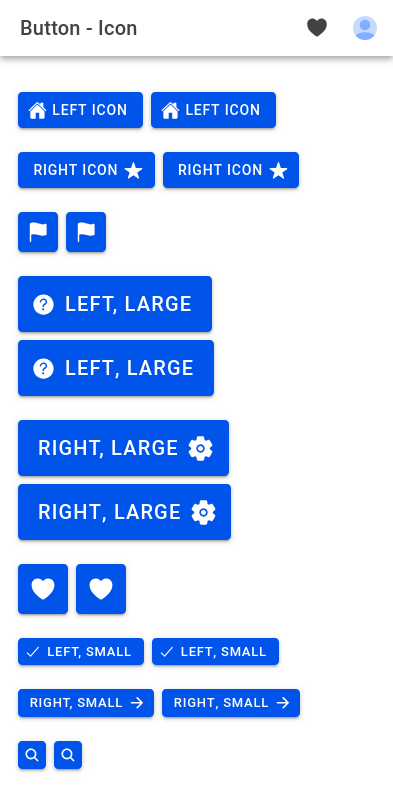 Button - Icon
LEFT ICON LEFT ICON
RIGHT ICON RIGHT ICON
LEFT, LARGE
LEFT, LARGE
RIGHT, LARGE
RIGHT, LARGE
LEFT, SMALL LEFT, SMALL
RIGHT, SMALL RIGHT, SMALL